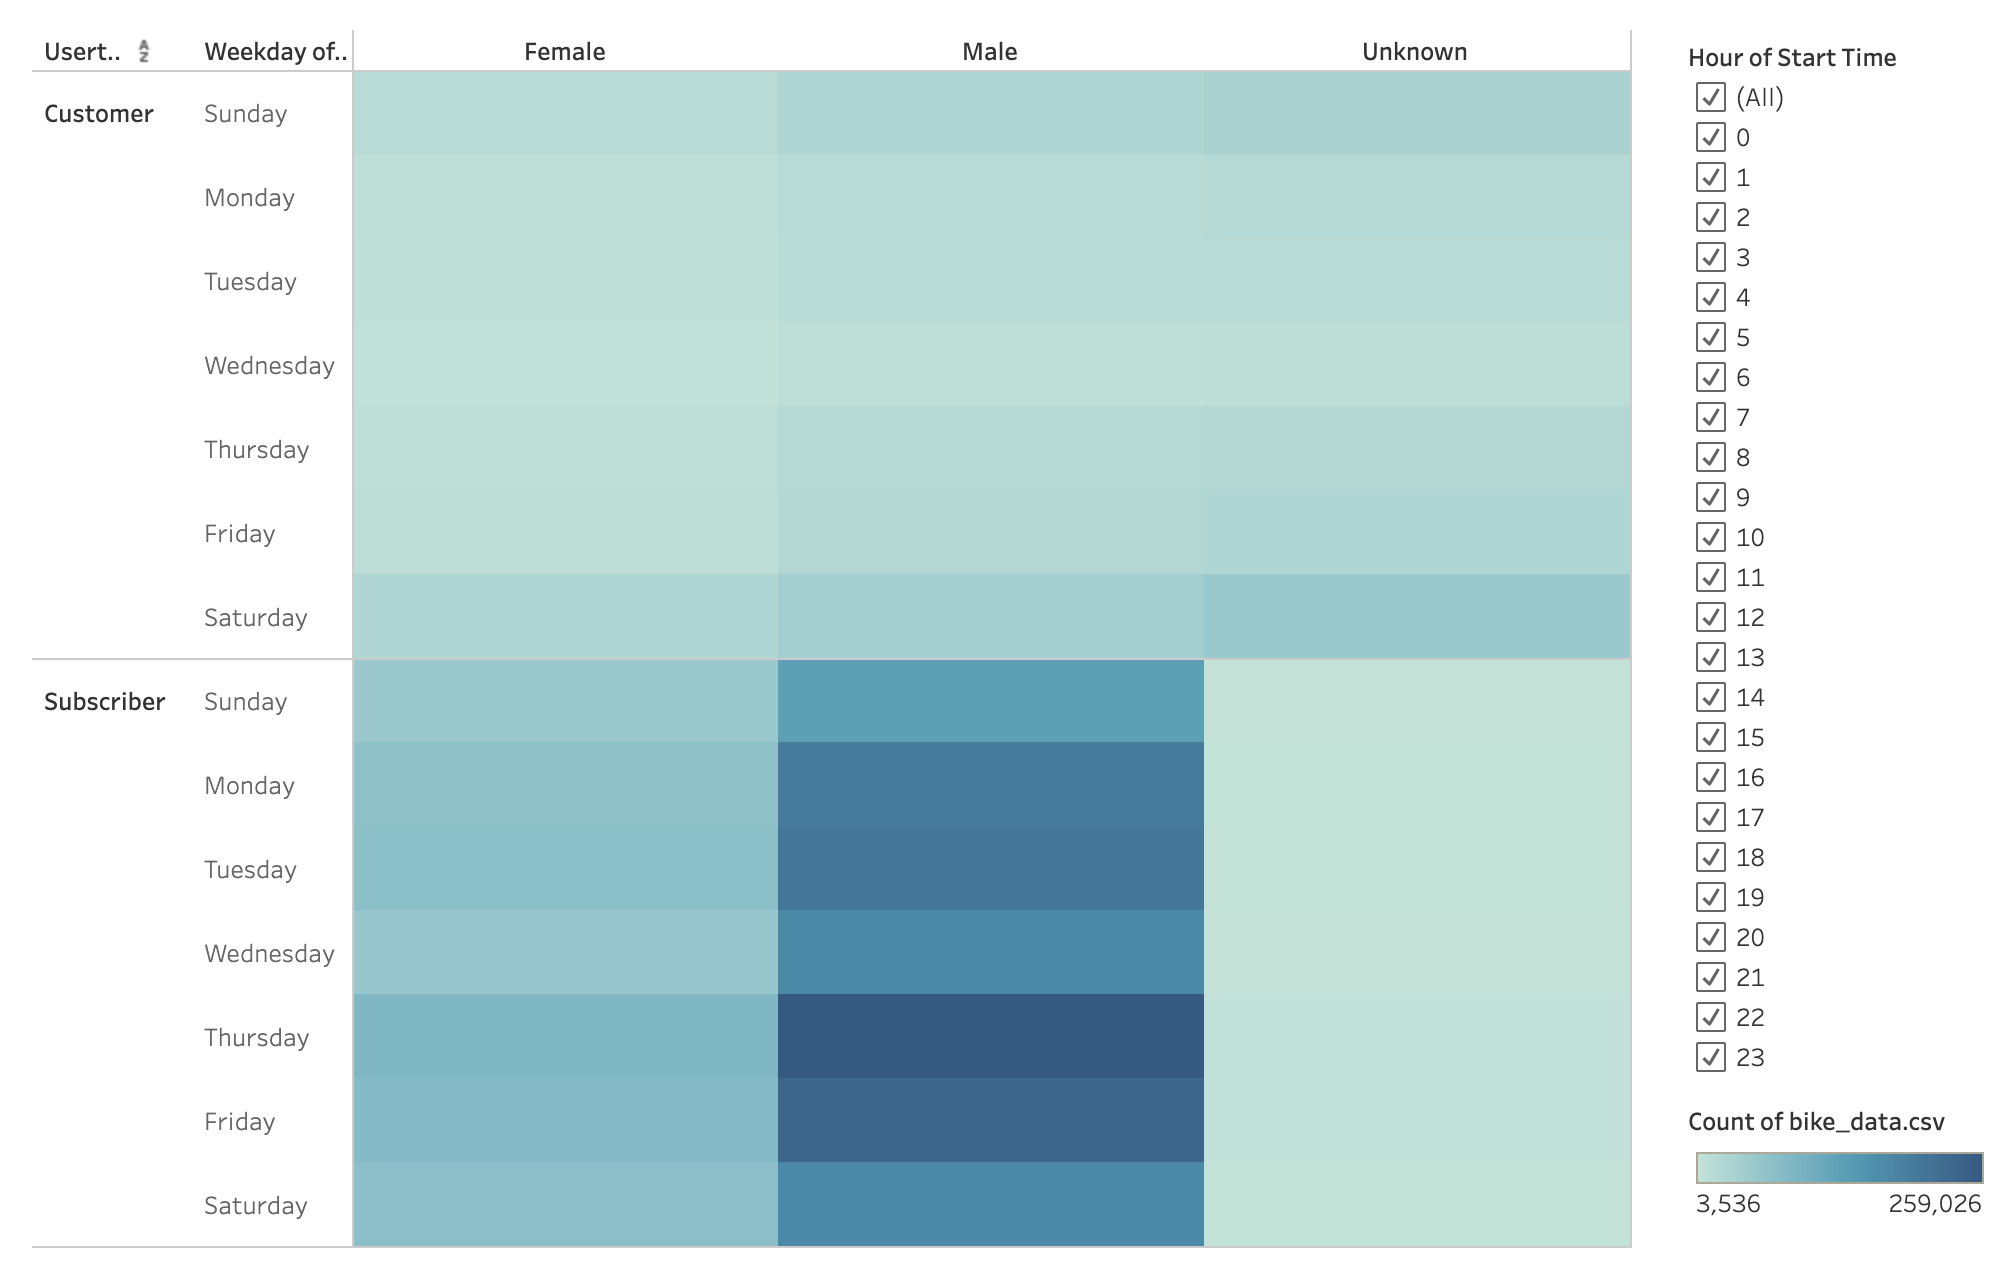 Usert.. A Z Weekday of.. Female Male Unknown
Customer Sunday
Monday
Tuesday
Wednesday
Thursday
Friday
Saturday
Subscriber Sunday
Monday
Tuesday
Wednesday
Thursday
Friday
Saturday
Hour of Start Time
(All)
0
1
2
3
4
5
6
7
8
9
10
11
12
13
14
15
16
17
18
19
20
21
22
23
Count of bike_data.csv
3,536 259,026